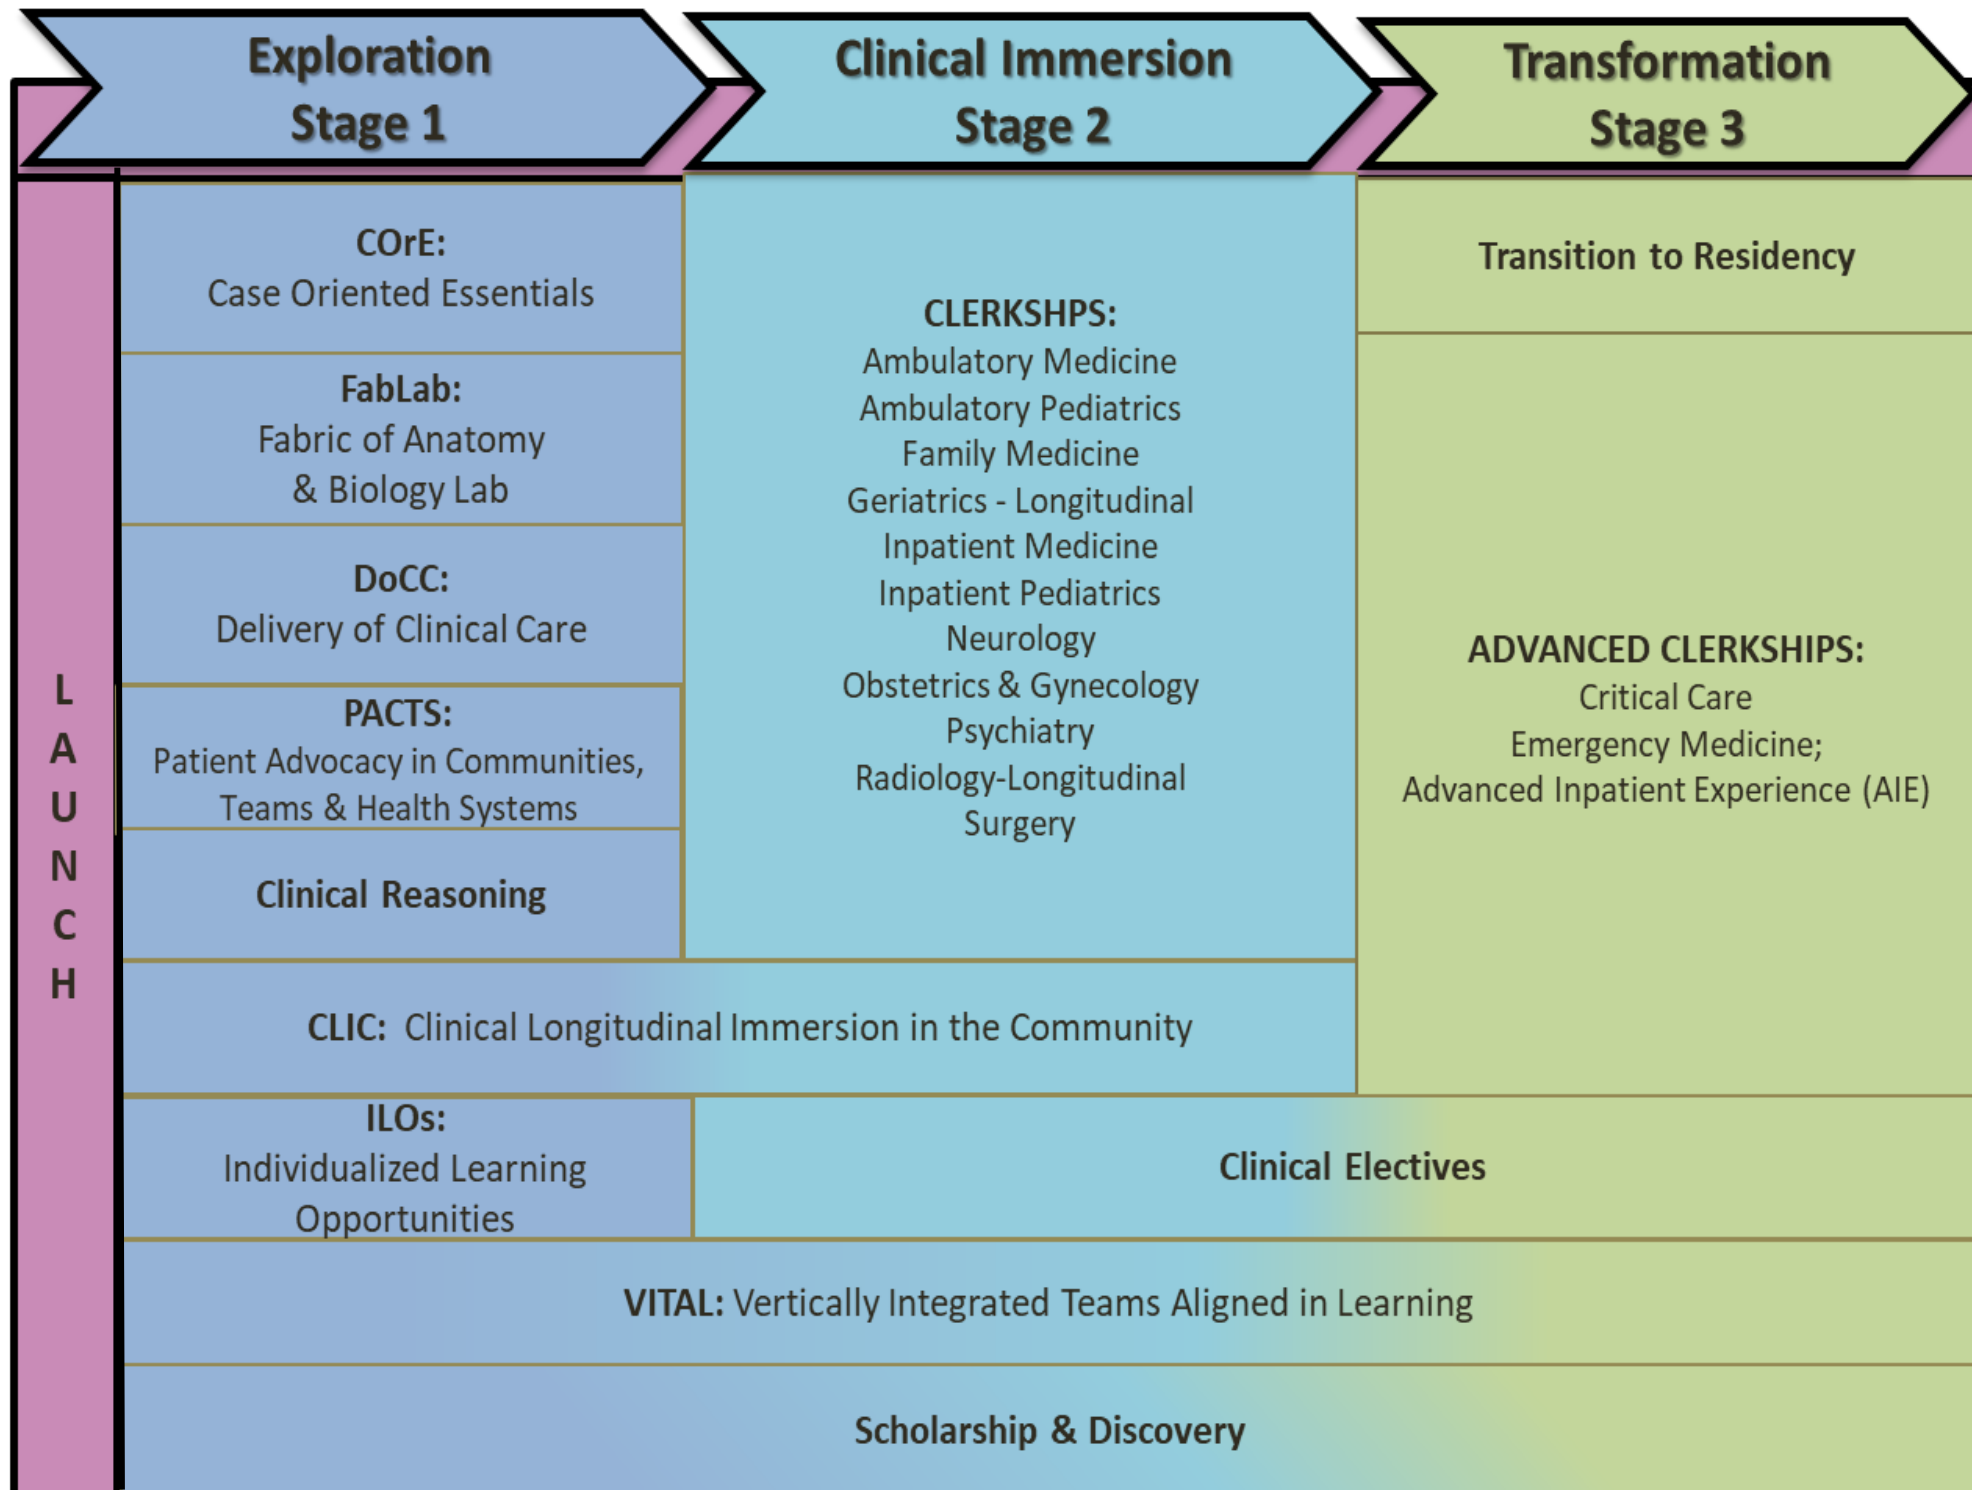 Exploration
Stage 1
Clinical Immersion
Stage 2
Transformation
Stage 3
L
A
U
N
C
H
COrE:
Case Oriented Essentials
FabLab:
Fabric of Anatomy
& Biology Lab
DoCC:
Delivery of Clinical Care
PACTS:
Patient Advocacy in Communities,
Teams & Health Systems
Clinical Reasoning
CLERKSHPS:
Ambulatory Medicine
Ambulatory Pediatrics
Family Medicine
Geriatrics - Longitudinal
Inpatient Medicine
Inpatient Pediatrics
Neurology
Obstetrics & Gynecology
Psychiatry
Radiology-Longitudinal
Surgery
Transition to Residency
ADVANCED CLERKSHIPS:
Critical Care
Emergency Medicine;
Advanced Inpatient Experience (AIE)
CLIC: Clinical Longitudinal Immersion in the Community
ILOs:
Individualized Learning
Opportunities
Clinical Electives
VITAL: Vertically Integrated Teams Aligned in Learning
Scholarship & Discovery